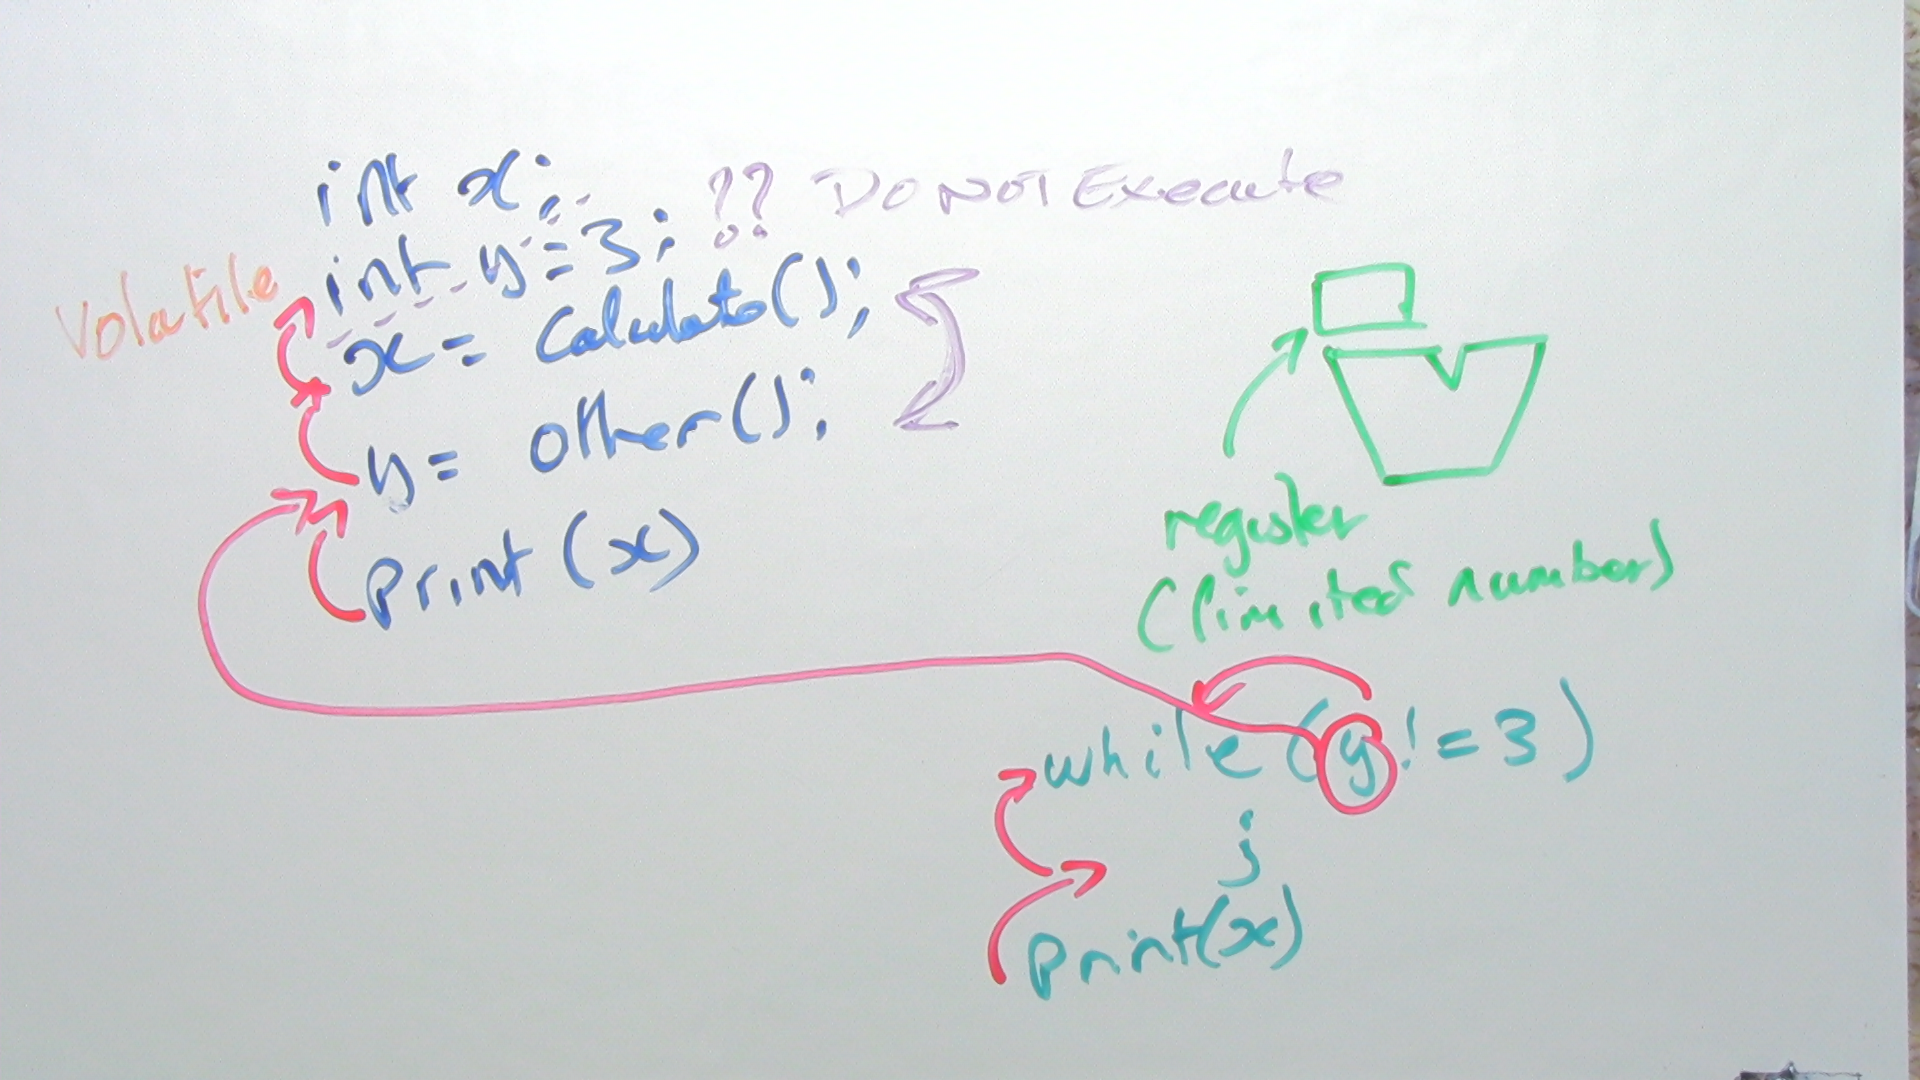 int x;
?? DO NOT Execute
Volatile int y = 3;
x = Calculate();
y = other();
print (x)
register
(limited number)
while (y != 3)
;
print(x)